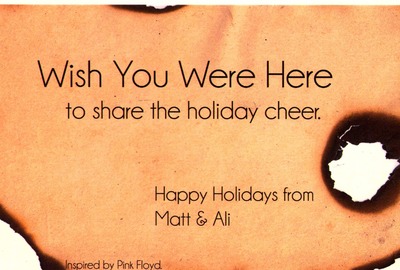 Wish You Were Here
to share the holiday cheer.
Happy Holidays from
Matt & Ali
Inspired by Pink Floyd.